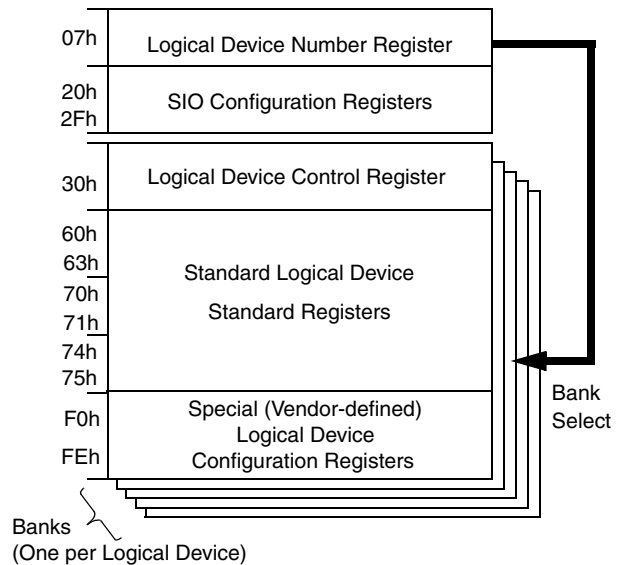 07h
Logical Device Number Register
20h
2Fh
SIO Configuration Registers
30h
Logical Device Control Register
60h
63h
70h
71h
74h
75h
Standard Logical Device
Standard Registers
F0h
FEh
Special (Vendor-defined)
Logical Device
Configuration Registers
Bank
Select
Banks
(One per Logical Device)